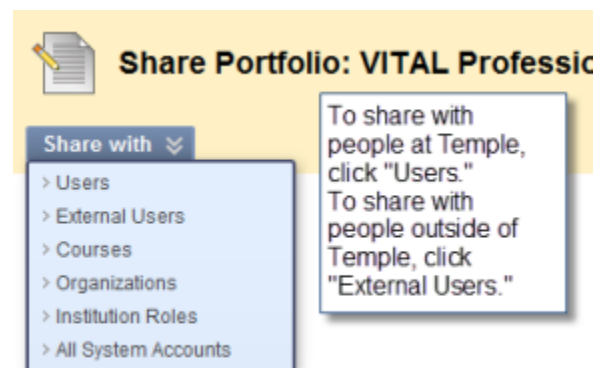 Share Portfolio: VITAL Professio
Share with
Users
External Users
Courses
Organizations
Institution Roles
All System Accounts
To share with
people at Temple,
click "Users."
To share with
people outside of
Temple, click
"External Users."